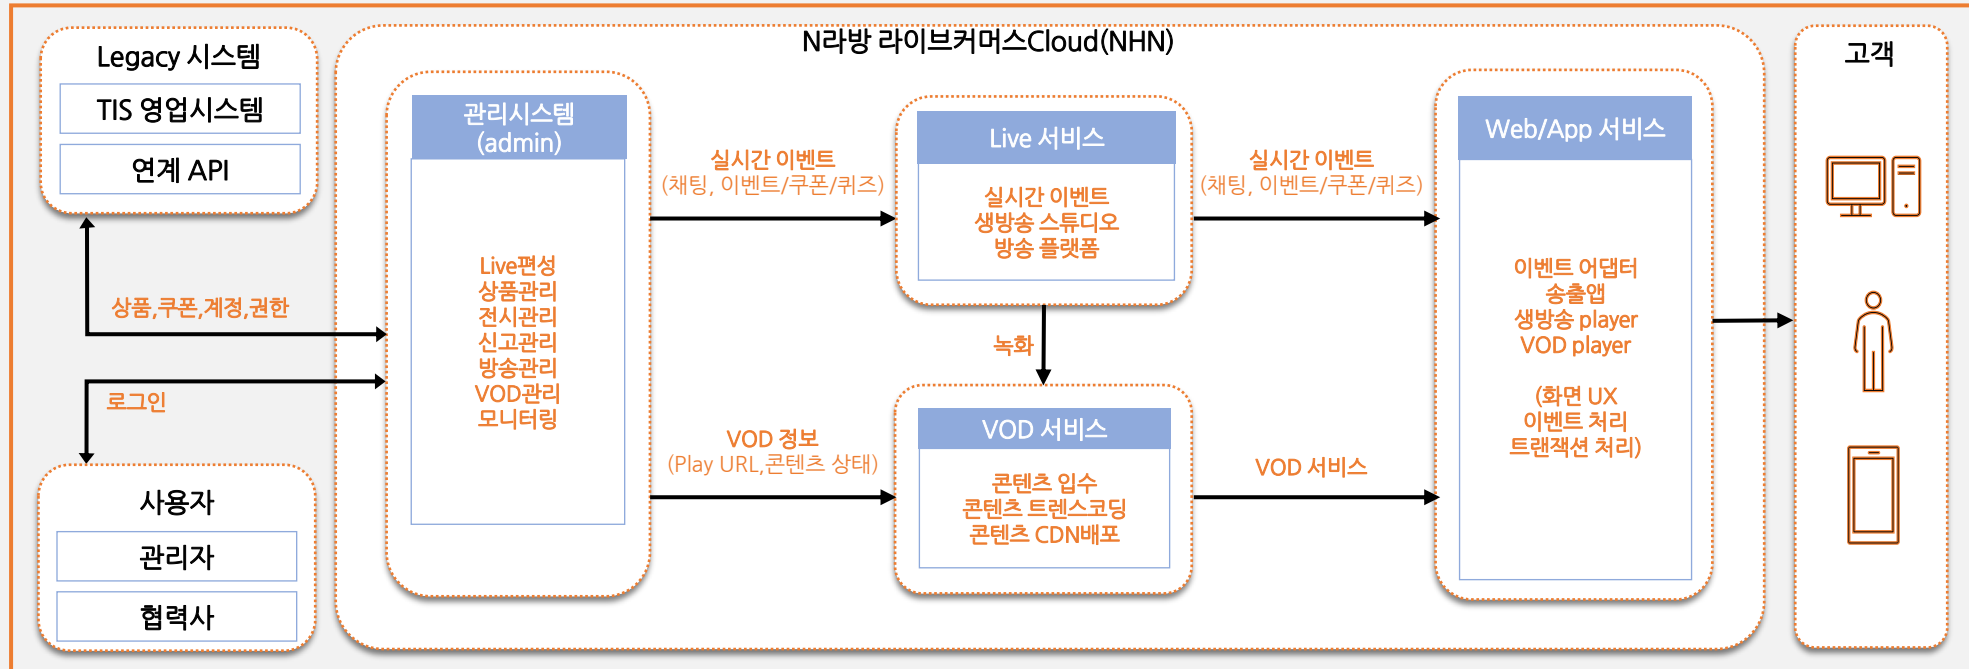 Legacy 시스템
TIS 영업시스템
연계 API
상품,쿠폰,계정,권한
로그인
사용자
관리자
협력사
N라방 라이브커머스Cloud(NHN)
관리시스템
(admin)
Live편성
상품관리
전시관리
신고관리
방송관리
VOD관리
모니터링
실시간 이벤트
(채팅, 이벤트/쿠폰/퀴즈)
VOD 정보
(Play URL,콘텐츠 상태)
Live 서비스
실시간 이벤트
생방송 스튜디오
방송 플랫폼
녹화
VOD 서비스
콘텐츠 입수
콘텐츠 트렌스코딩
콘텐츠 CDN배포
실시간 이벤트
(채팅, 이벤트/쿠폰/퀴즈)
VOD 서비스
Web/App 서비스
이벤트 어댑터
송출앱
생방송 player
VOD player
(화면 UX
이벤트 처리
트랜잭션 처리)
고객